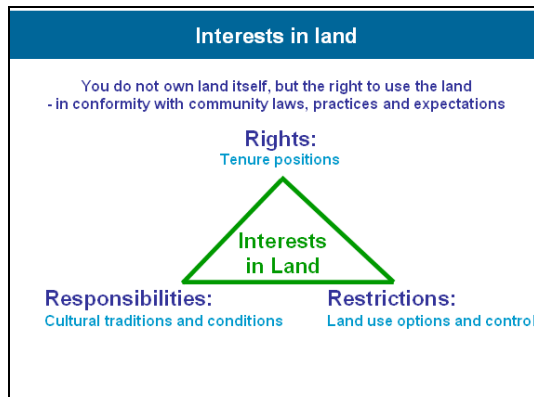 Interests in land
You do not own land itself, but the right to use the land
- in conformity with community laws, practices and expectations
Rights:
Tenure positions
Interests
in Land
Responsibilities:
Cultural traditions and conditions
Restrictions:
Land use options and control